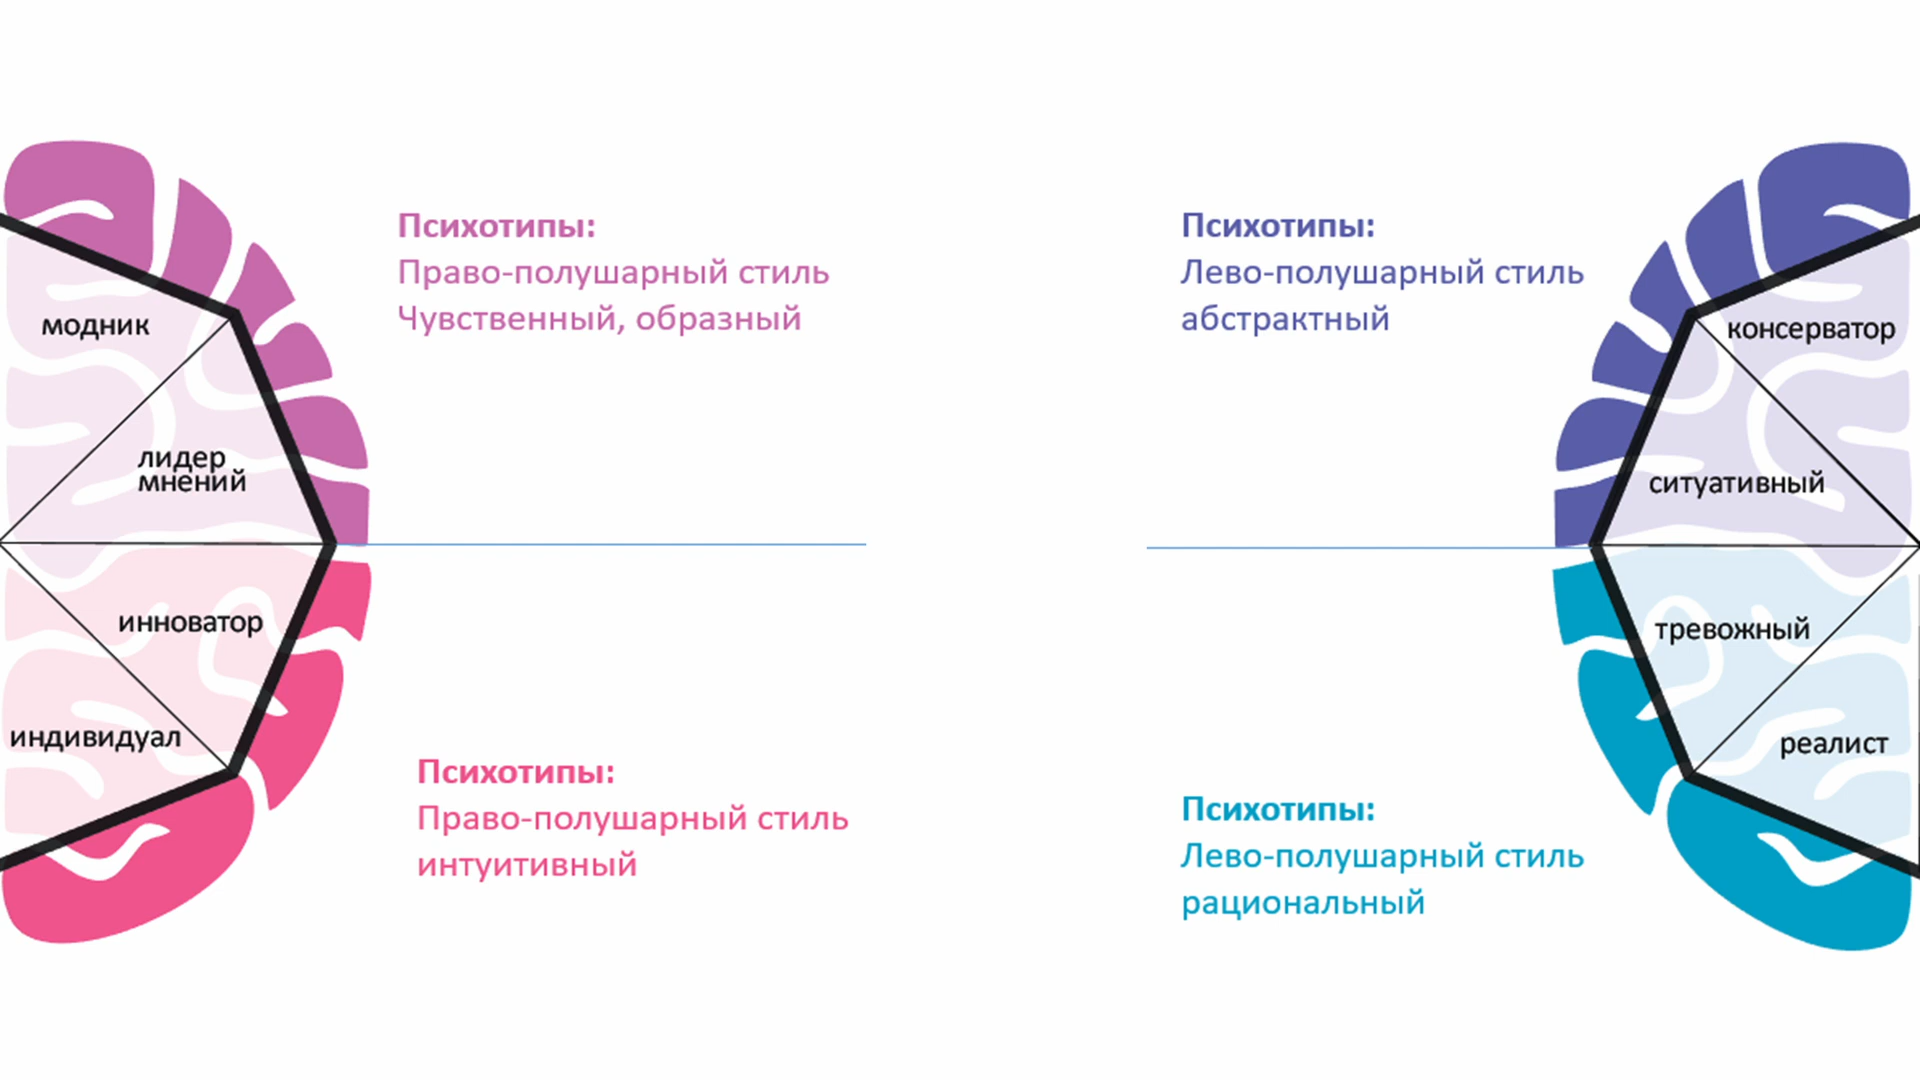 Психотипы:
Право-полушарный стиль
Чувственный, образный
модник
лидер
мнений
инноватор
индивидуал
Психотипы:
Право-полушарный стиль
интуитивный
Психотипы:
Лево-полушарный стиль
абстрактный
консерватор
ситуативный
тревожный
реалист
Психотипы:
Лево-полушарный стиль
рациональный